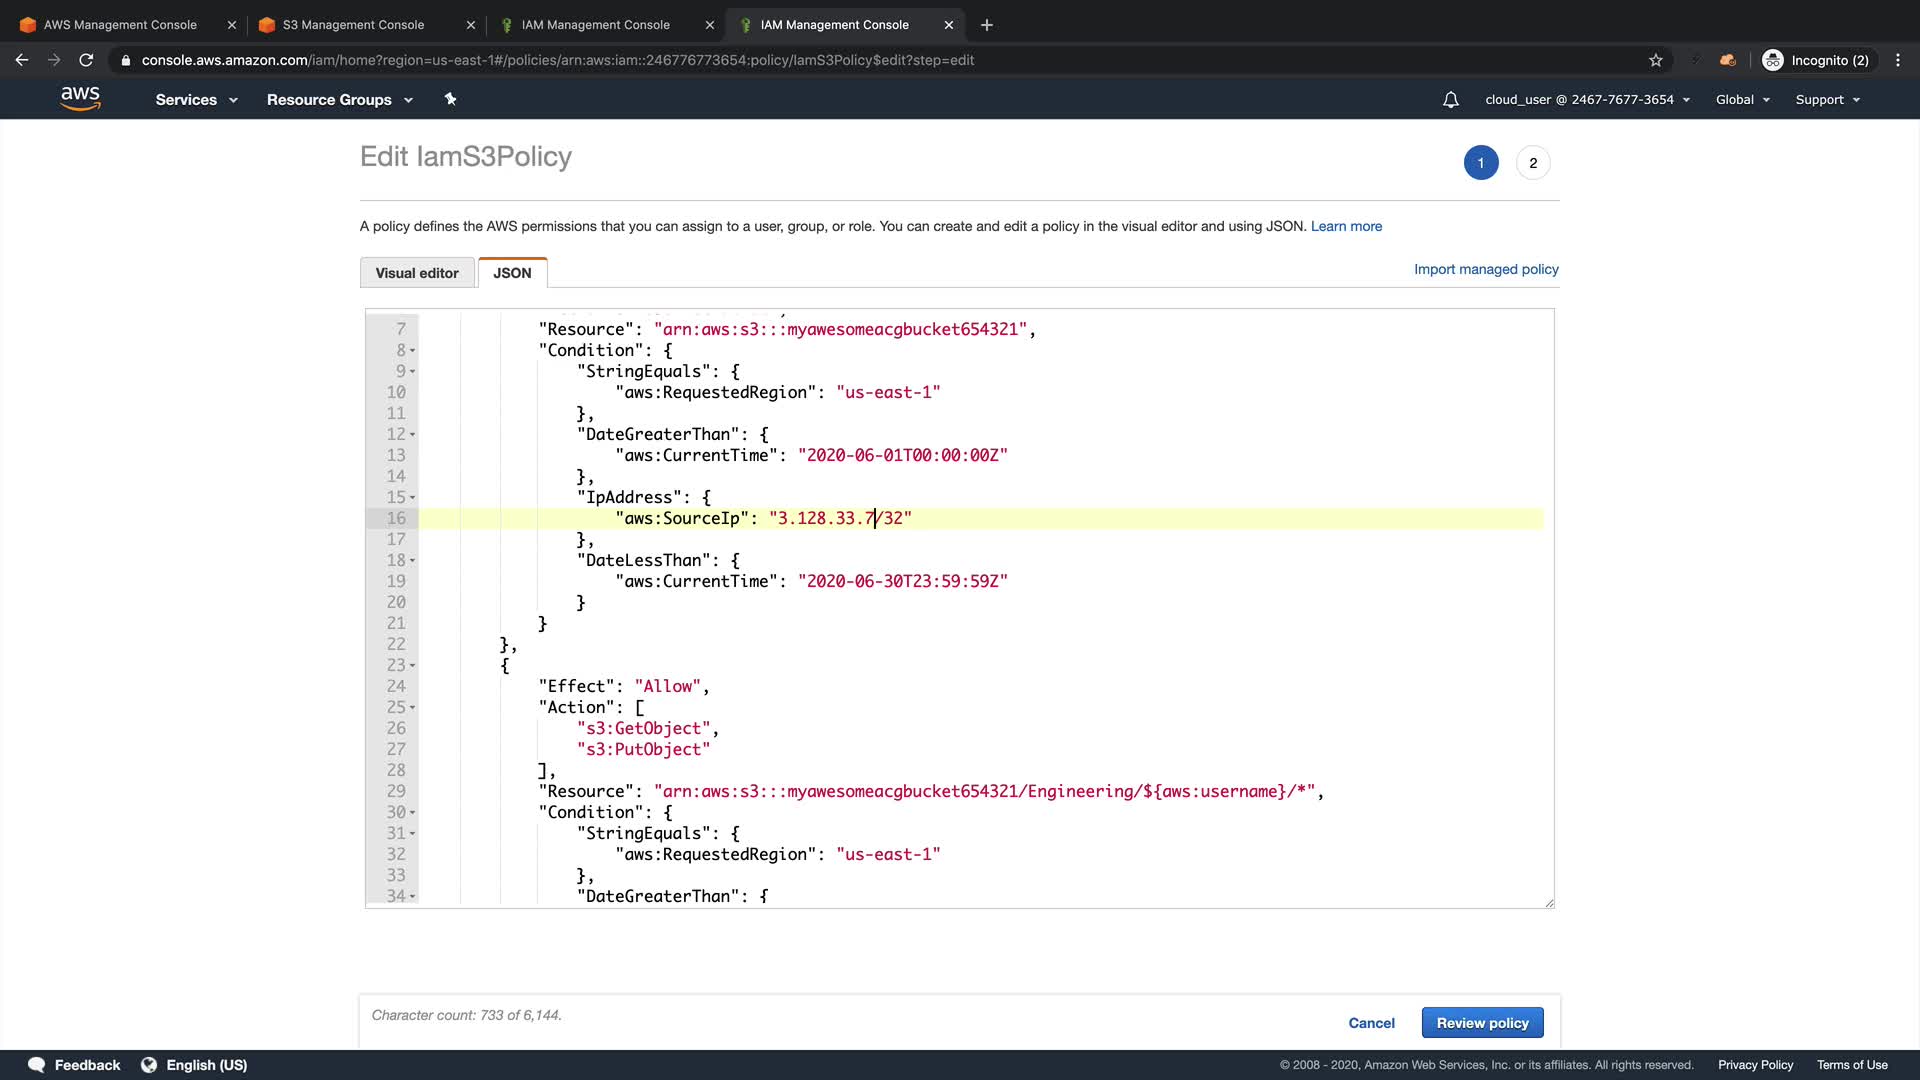 AWS Management Console
S3 Management Console
IAM Management Console
IAM Management Console
console.aws.amazon.com/iam/home?region=us-east-1#/policies/arn:aws:iam::246776773654:policy/IamS3Policy$edit?step=edit
Incognito (2)
aws
Services
Resource Groups
cloud_user @ 2467-7677-3654
Global
Support
Edit IamS3Policy
1
2
A policy defines the AWS permissions that you can assign to a user, group, or role. You can create and edit a policy in the visual editor and using JSON. Learn more
Visual editor
JSON
Import managed policy
7 "Resource": "arn:aws:s3:::myawesomeacgbucket654321",
8 "Condition": {
9 "StringEquals": {
10 "aws:RequestedRegion": "us-east-1"
11 },
12 "DateGreaterThan": {
13 "aws:CurrentTime": "2020-06-01T00:00:00Z"
14 },
15 "IpAddress": {
16 "aws:SourceIp": "3.128.33.7/32"
17 },
18 "DateLessThan": {
19 "aws:CurrentTime": "2020-06-30T23:59:59Z"
20 }
21 }
22 },
23 {
24 "Effect": "Allow",
25 "Action": [
26 "s3:GetObject",
27 "s3:PutObject"
28 ],
29 "Resource": "arn:aws:s3:::myawesomeacgbucket654321/Engineering/${aws:username}/*",
30 "Condition": {
31 "StringEquals": {
32 "aws:RequestedRegion": "us-east-1"
33 },
34 "DateGreaterThan": {
Character count: 733 of 6,144.
Cancel
Review policy
Feedback
English (US)
© 2008 - 2020, Amazon Web Services, Inc. or its affiliates. All rights reserved.
Privacy Policy
Terms of Use